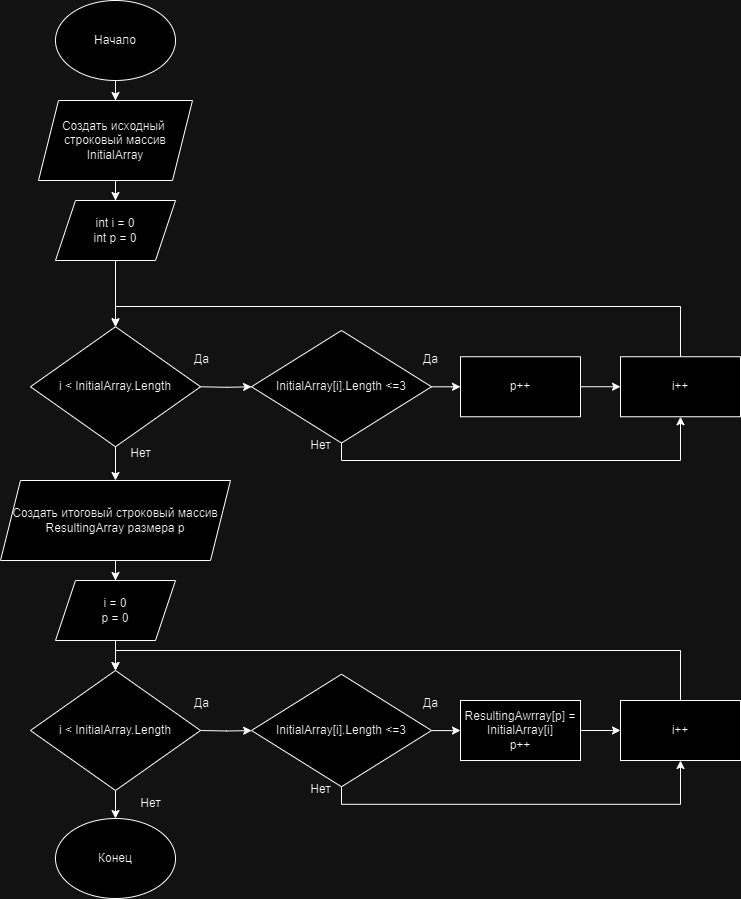 Начало
Создать исходный
строковый массив
InitialArray
int i = 0
int p = 0
i < InitialArray.Length
Да
InitialArray[i].Length <=3
Да
p++
i++
Нет
Нет
Создать итоговый строковый массив
ResultingArray размера p
i = 0
p = 0
i < InitialArray.Length
Да
InitialArray[i].Length <=3
Да
ResultingAwrray[p] =
InitialArray[i]
p++
i++
Нет
Нет
Конец